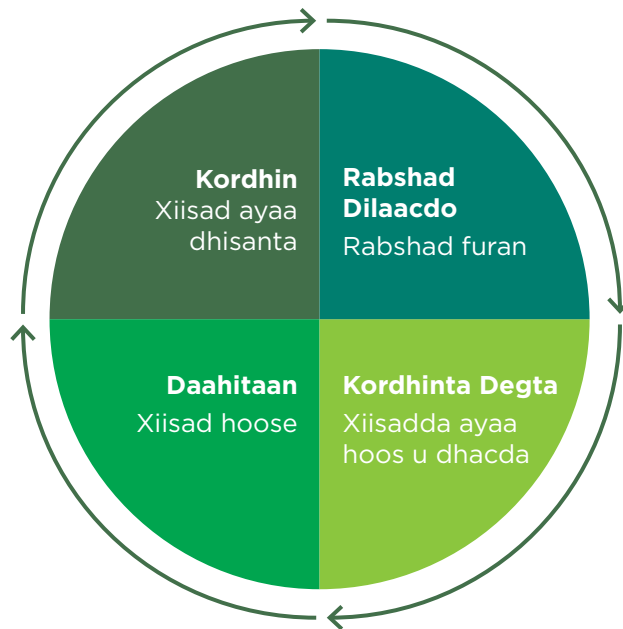 Kordhin
Xiisad ayaa
dhisanta
Rabshad
Dilaacdo
Rabshad furan
Daahitaan
Xiisad hoose
Kordhinta Degta
Xiisadda ayaa
hoos u dhacda